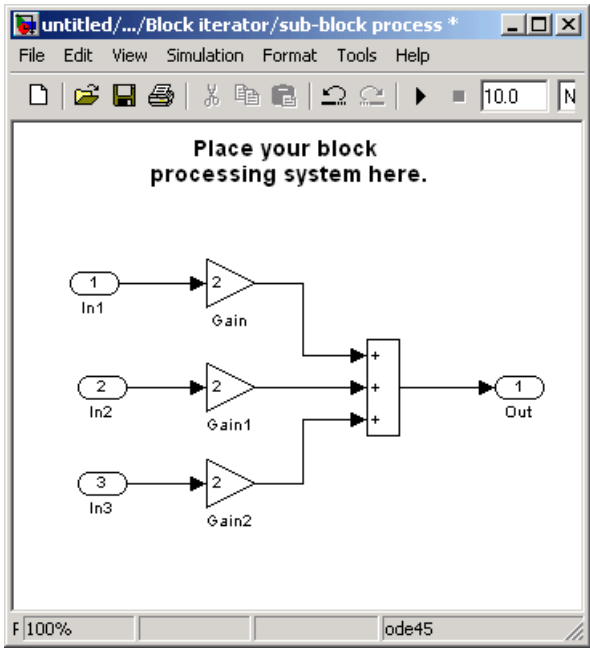 untitled/.../Block iterator/sub-block process *
File Edit View Simulation Format Tools Help
10.0 N
Place your block
processing system here.
1 2
In1
Gain
+
2 2 + 1
In2 Gain1 Out
+
3 2
In3
Gain2
F 100% ode45